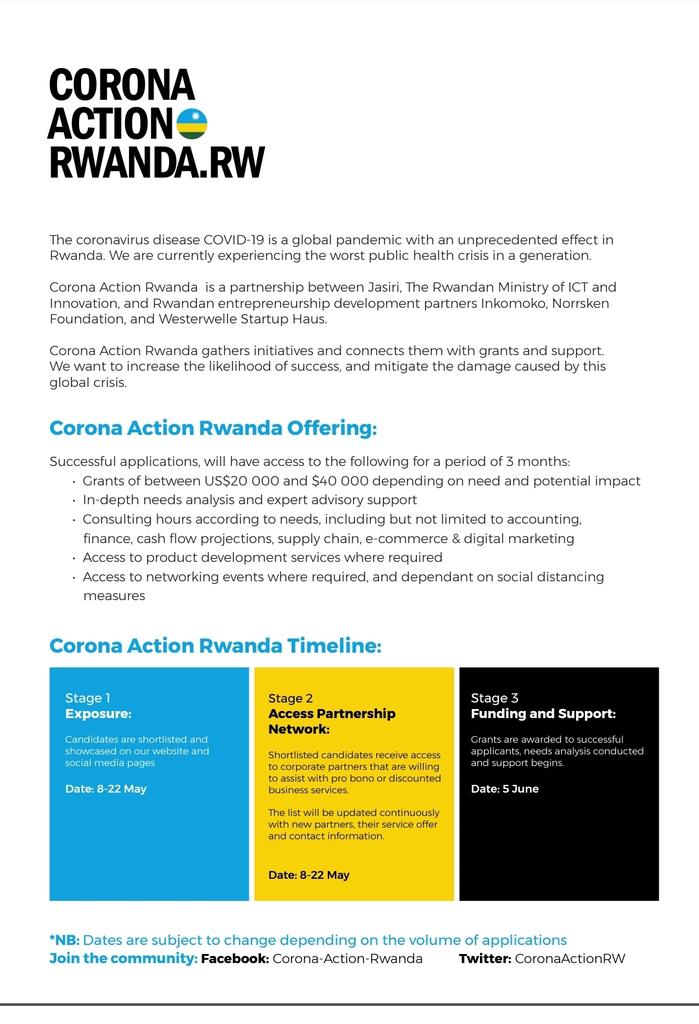 CORONA
ACTION
RWANDA.RW
The coronavirus disease COVID-19 is a global pandemic with an unprecedented effect in
Rwanda. We are currently experiencing the worst public health crisis in a generation.
Corona Action Rwanda is a partnership between Jasiri, The Rwandan Ministry of ICT and
Innovation, and Rwandan entrepreneurship development partners Inkomoko, Norrsken
Foundation, and Westerwelle Startup Haus.
Corona Action Rwanda gathers initiatives and connects them with grants and support.
We want to increase the likelihood of success, and mitigate the damage caused by this
global crisis.
Corona Action Rwanda Offering:
Successful applications, will have access to the following for a period of 3 months:
• Grants of between US$20 000 and $40 000 depending on need and potential impact
• In-depth needs analysis and expert advisory support
• Consulting hours according to needs, including but not limited to accounting,
finance, cash flow projections, supply chain, e-commerce & digital marketing
• Access to product development services where required
• Access to networking events where required, and dependant on social distancing
measures
Corona Action Rwanda Timeline:
Stage 1
Exposure:
Candidates are shortlisted and
showcased on our website and
social media pages
Date: 8-22 May
Stage 2
Access Partnership
Network:
Shortlisted candidates receive access
to corporate partners that are willing
to assist with pro bono or discounted
business services.
The list will be updated continuously
with new partners, their service offer
and contact information.
Date: 8-22 May
Stage 3
Funding and Support:
Grants are awarded to successful
applicants, needs analysis conducted
and support begins.
Date: 5 June
*NB: Dates are subject to change depending on the volume of applications
Join the community: Facebook: Corona-Action-Rwanda Twitter: CoronaActionRW